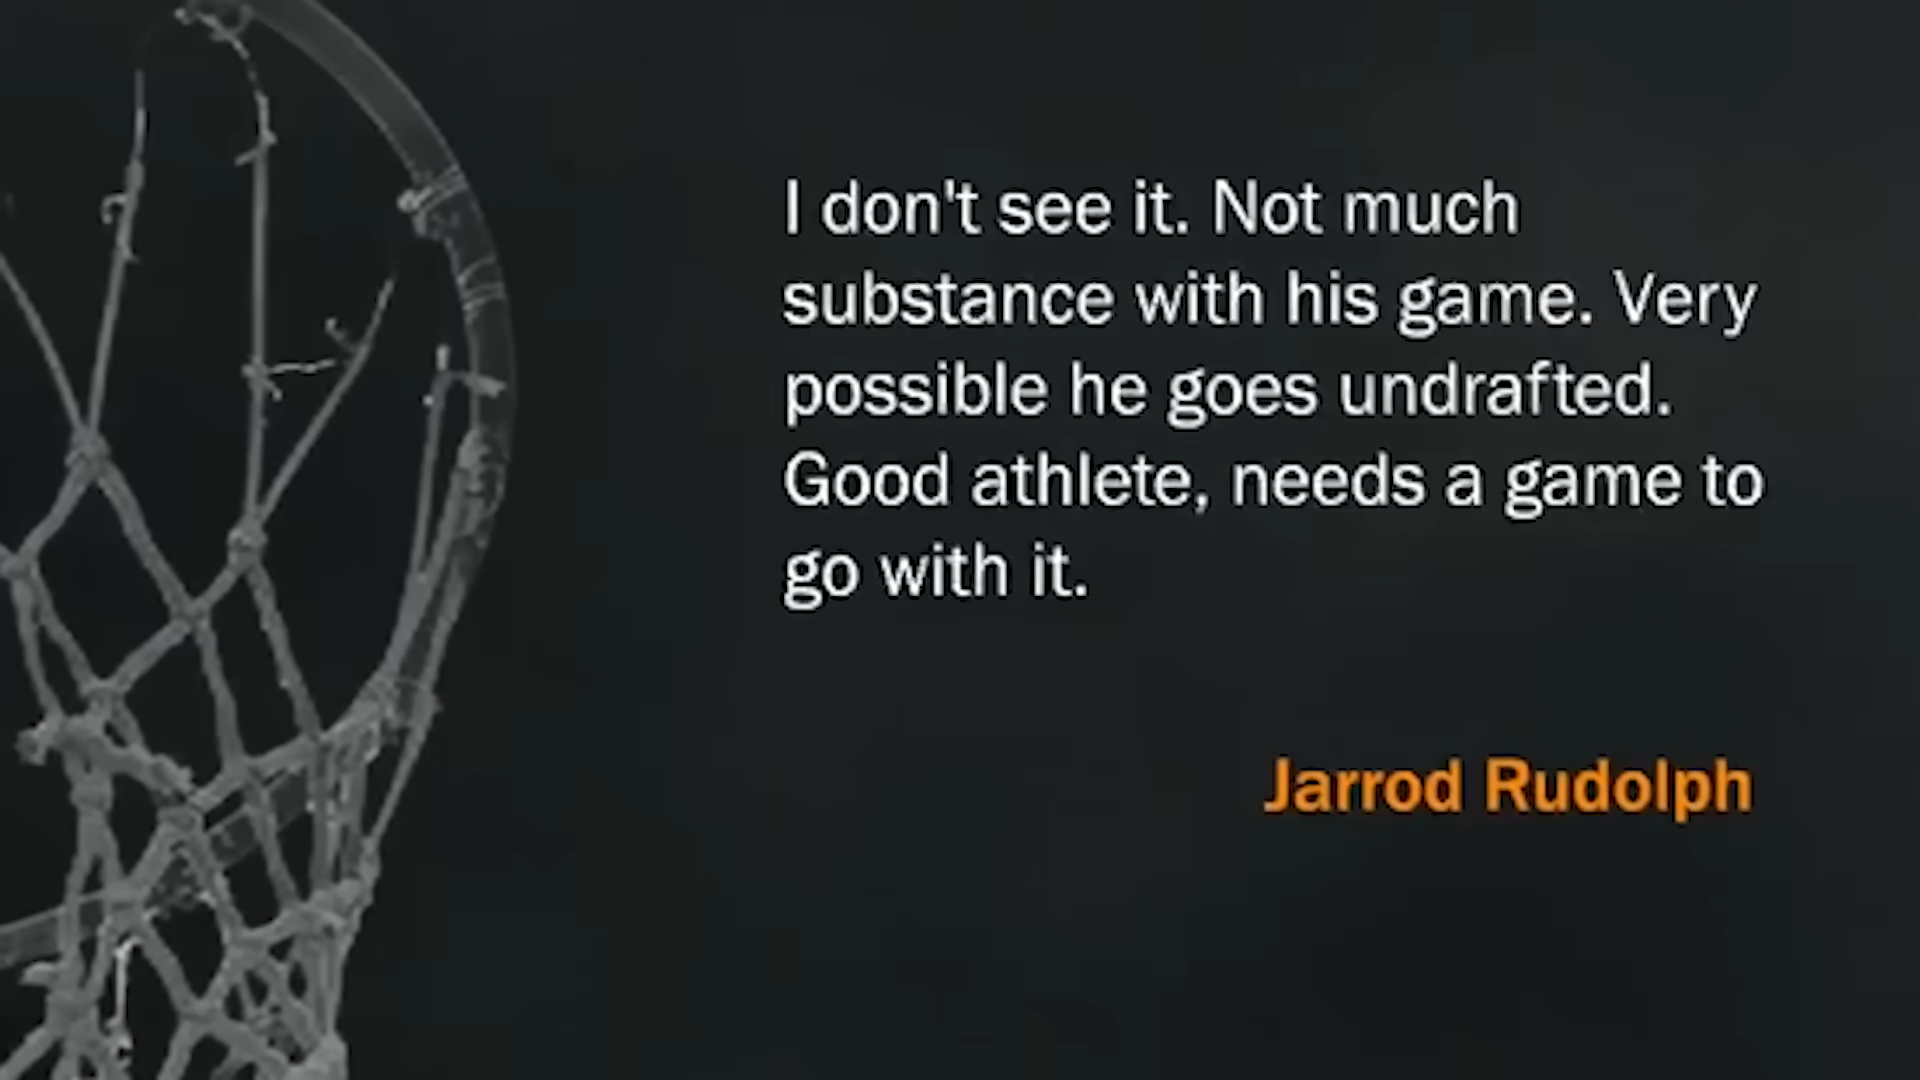 I don't see it. Not much
substance with his game. Very
possible he goes undrafted.
Good athlete, needs a game to
go with it.
Jarrod Rudolph